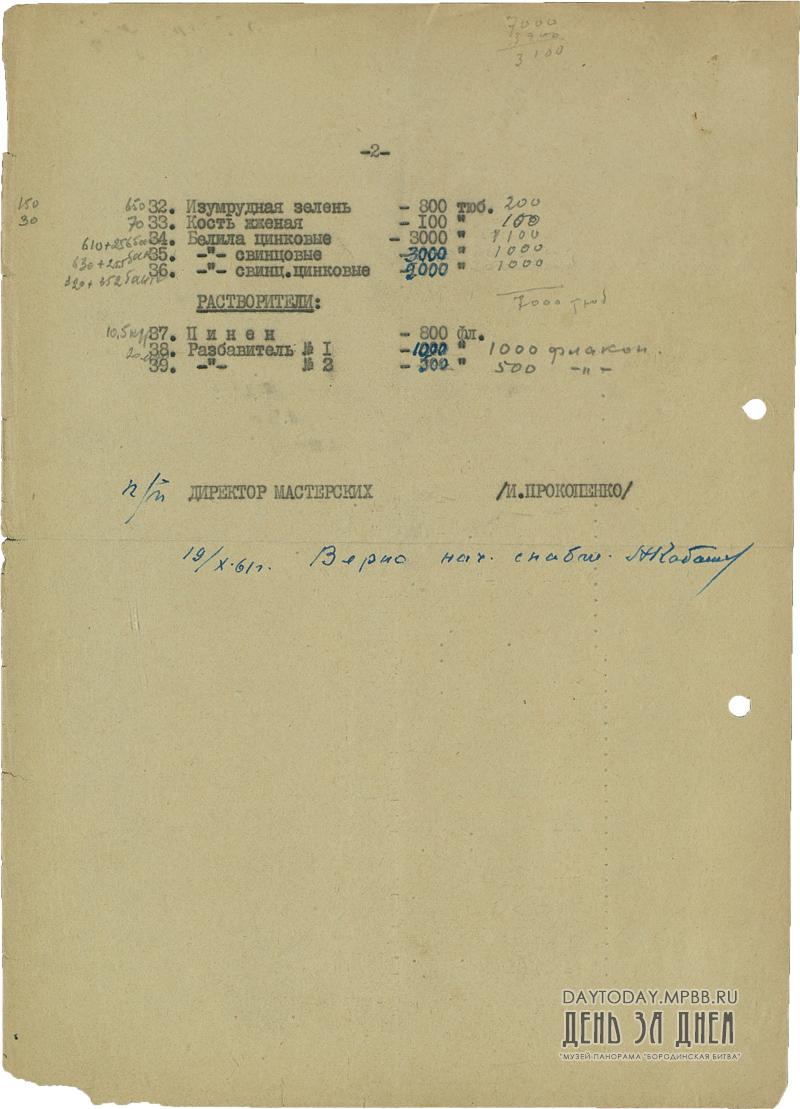 7000
3900
3100
-2-
150 650 32. Изумрудная зелень - 800 тюб. 200
30 70 33. Кость жженая - 100 " 100
34. Белила цинковые - 3000 " 1100
35. -"- свинцовые - 3000 " 1000
36. -"- свинц.цинковые - 2000 " 1000
РАСТВОРИТЕЛИ:
7000 тюб
37. Пинен - 800 фл.
38. Разбавитель № 1 - 1000 " 1000 флакон.
39. -"- № 2 - 300 " 500 -"-
п/п ДИРЕКТОР МАСТЕРСКИХ /И.ПРОКОПЕНКО/
19/X.61г. Верно нач. снабж.
DAYTODAY.MPBB.RU
ДЕНЬ ЗА ДНЕМ
"МУЗЕЙ ПАНОРАМА "БОРОДИНСКАЯ БИТВА"